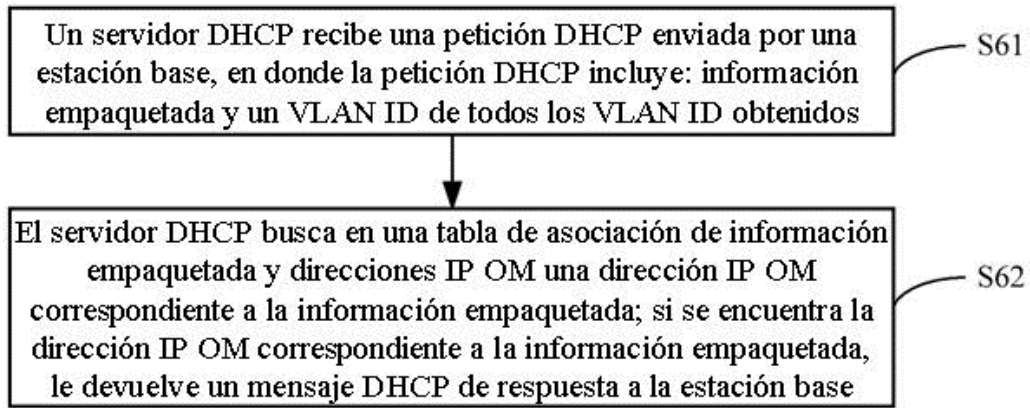 Un servidor DHCP recibe una petición DHCP enviada por una
estación base, en donde la petición DHCP incluye: información
empaquetada y un VLAN ID de todos los VLAN ID obtenidos
S61
El servidor DHCP busca en una tabla de asociación de información
empaquetada y direcciones IP OM una dirección IP OM
correspondiente a la información empaquetada; si se encuentra la
dirección IP OM correspondiente a la información empaquetada,
le devuelve un mensaje DHCP de respuesta a la estación base
S62